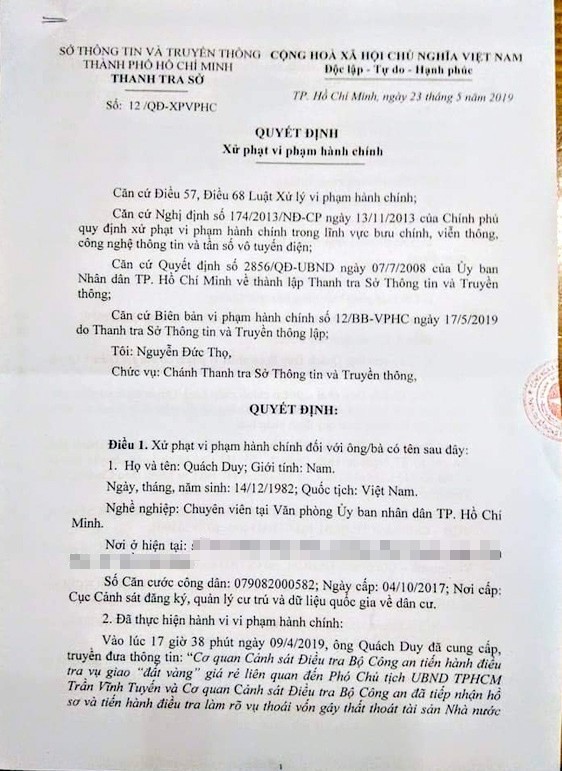 SỞ THÔNG TIN VÀ TRUYỀN THÔNG CỘNG HOÀ XÃ HỘI CHỦ NGHĨA VIỆT NAM
THÀNH PHỐ HỒ CHÍ MINH Độc lập - Tự do - Hạnh phúc
THANH TRA SỞ
Số: 12 /QĐ-XPVPHC TP. Hồ Chí Minh, ngày 23 tháng 5 năm 2019
QUYẾT ĐỊNH
Xử phạt vi phạm hành chính
Căn cứ Điều 57, Điều 68 Luật Xử lý vi phạm hành chính;
Căn cứ Nghị định số 174/2013/NĐ-CP ngày 13/11/2013 của Chính phủ
quy định xử phạt vi phạm hành chính trong lĩnh vực bưu chính, viễn thông,
công nghệ thông tin và tần số vô tuyến điện;
Căn cứ Quyết định số 2856/QĐ-UBND ngày 07/7/2008 của Ủy ban
Nhân dân TP. Hồ Chí Minh về thành lập Thanh tra Sở Thông tin và Truyền
thông;
Căn cứ Biên bản vi phạm hành chính số 12/BB-VPHC ngày 17/5/2019
do Thanh tra Sở Thông tin và Truyền thông lập;
Tôi: Nguyễn Đức Thọ,
Chức vụ: Chánh Thanh tra Sở Thông tin và Truyền thông,
QUYẾT ĐỊNH:
Điều 1. Xử phạt vi phạm hành chính đối với ông/bà có tên sau đây:
1. Họ và tên: Quách Duy; Giới tính: Nam.
Ngày, tháng, năm sinh: 14/12/1982; Quốc tịch: Việt Nam.
Nghề nghiệp: Chuyên viên tại Văn phòng Ủy ban nhân dân TP. Hồ Chí
Minh.
Nơi ở hiện tại:
Số Căn cước công dân: 079082000582; Ngày cấp: 04/10/2017; Nơi cấp:
Cục Cảnh sát đăng ký, quản lý cư trú và dữ liệu quốc gia về dân cư.
2. Đã thực hiện hành vi vi phạm hành chính:
Vào lúc 17 giờ 38 phút ngày 09/4/2019, ông Quách Duy đã cung cấp,
truyền đưa thông tin: “Cơ quan Cảnh sát Điều tra Bộ Công an tiến hành điều
tra vụ giao “đất vàng” giá rẻ liên quan đến Phó Chủ tịch UBND TPHCM
Trần Vĩnh Tuyến và Cơ quan Cảnh sát Điều tra Bộ Công an đã tiếp nhận hồ
sơ và tiến hành điều tra làm rõ vụ thoái vốn gây thất thoát tài sản Nhà nước